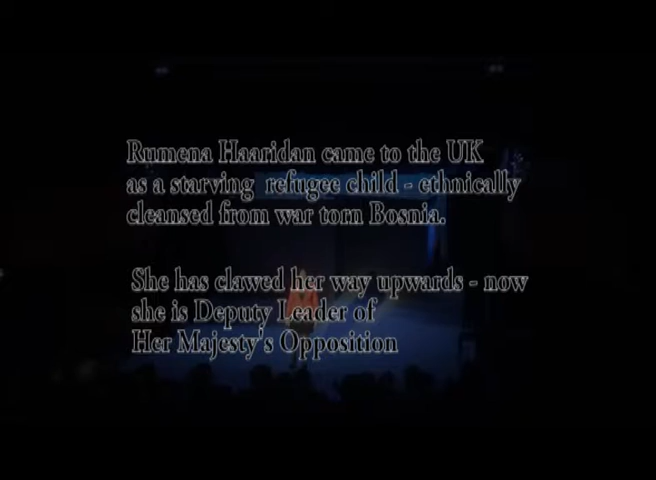 Rumena Haaridan came to the UK
as a starving refugee child - ethnically
cleansed from war torn Bosnia.
She has clawed her way upwards - now
she is Deputy Leader of
Her Majesty's Opposition